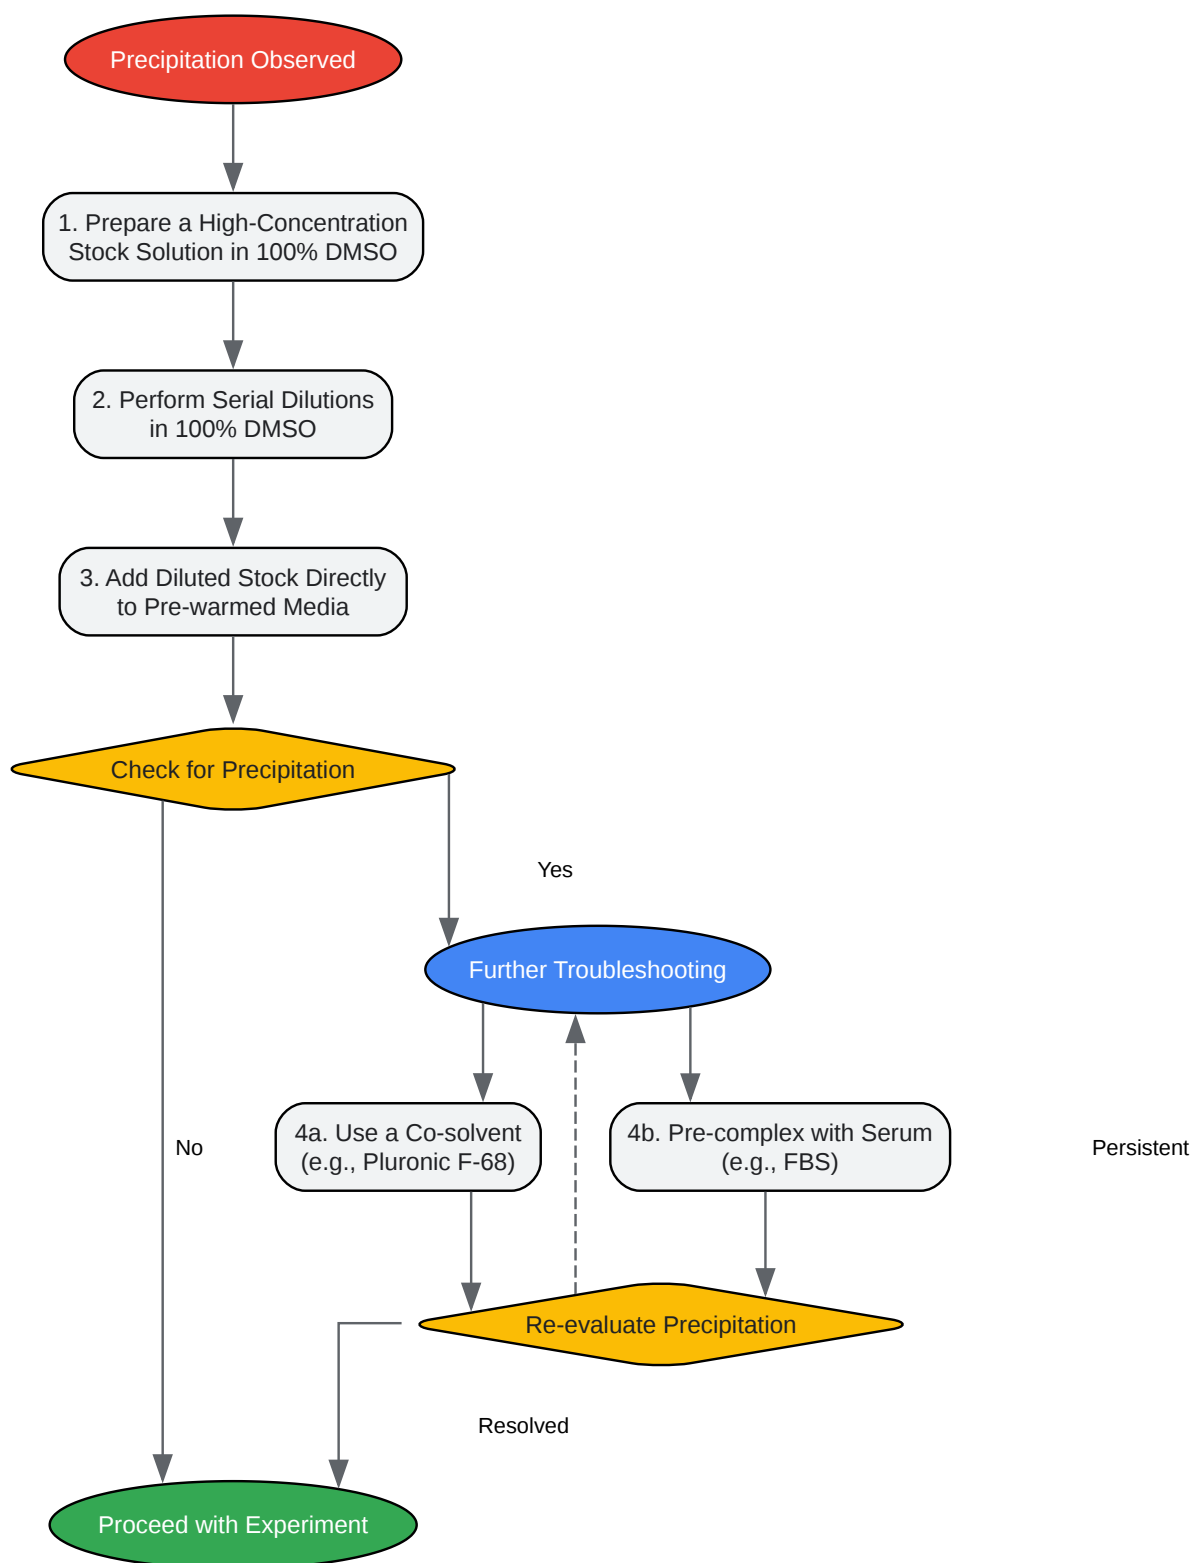 Precipitation Observed
1. Prepare a High-Concentration
Stock Solution in 100% DMSO
2. Perform Serial Dilutions
in 100% DMSO
3. Add Diluted Stock Directly
to Pre-warmed Media
Check for Precipitation
Yes
Further Troubleshooting
4a. Use a Co-solvent
(e.g., Pluronic F-68)
4b. Pre-complex with Serum
(e.g., FBS)
No
Persistent
Re-evaluate Precipitation
Resolved
Proceed with Experiment